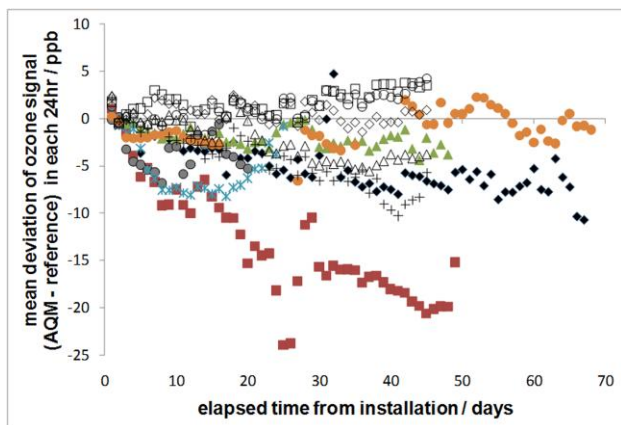 mean deviation of ozone signal
(AQM - reference) in each 24hr / ppb
10
5
0
-5
-10
-15
-20
-25
0 10 20 30 40 50 60 70
elapsed time from installation / days